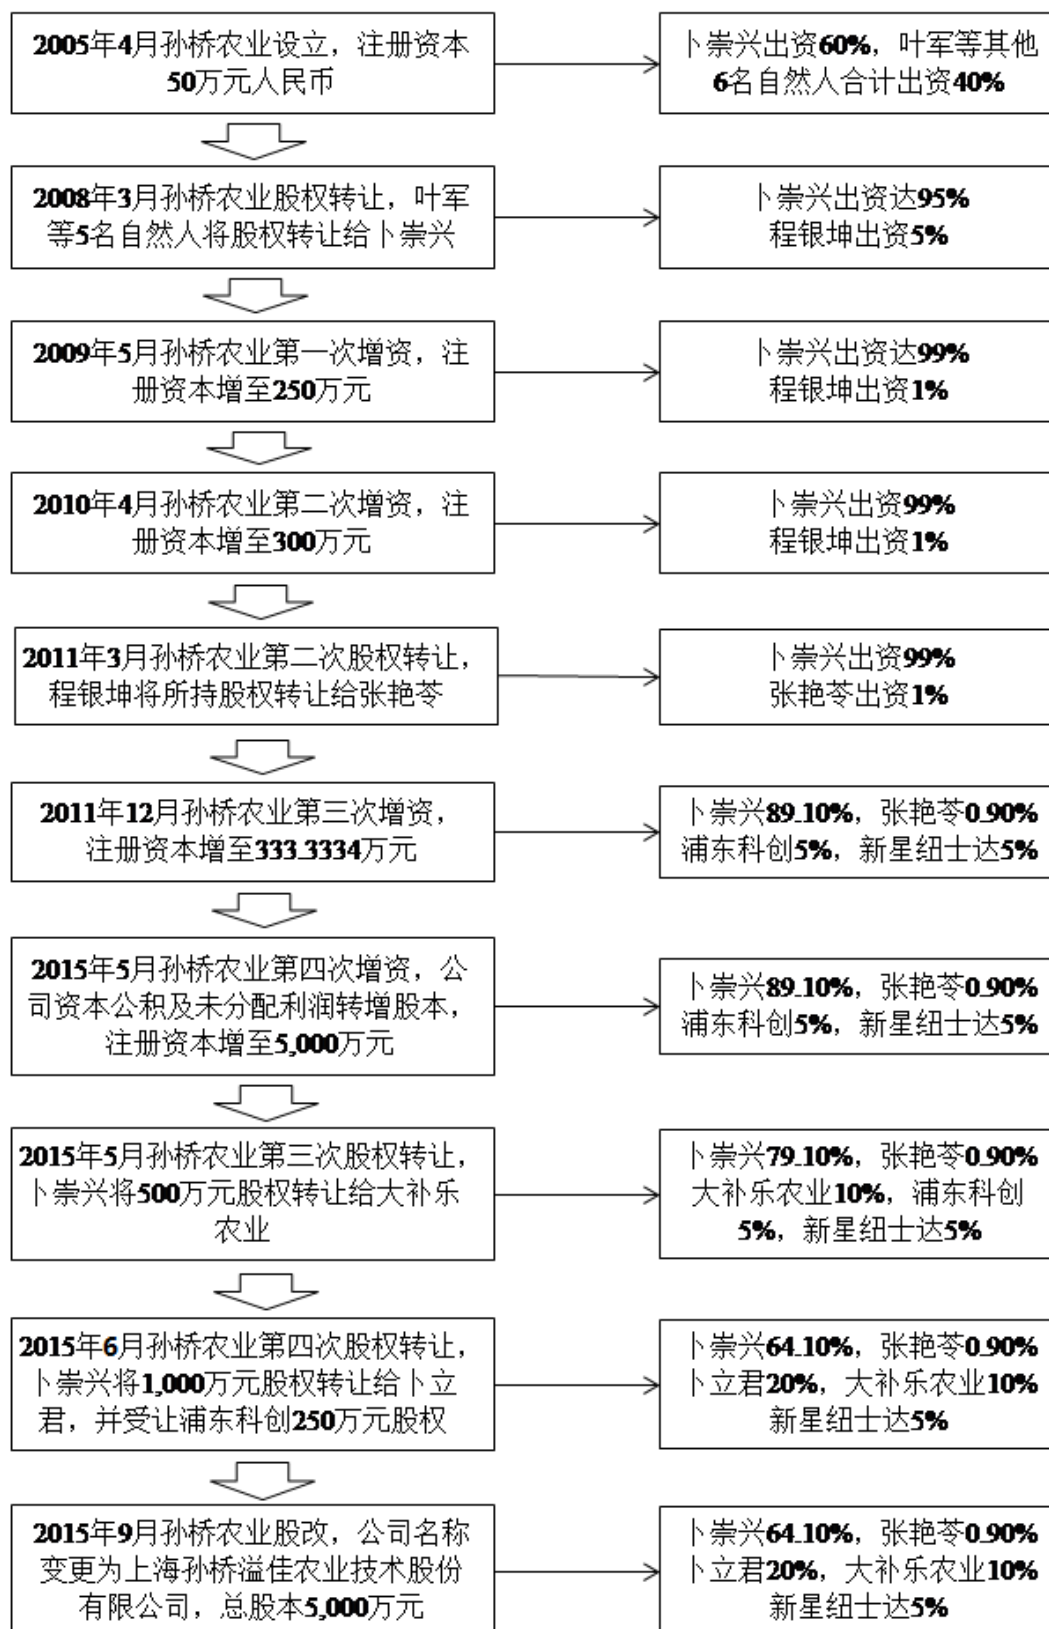 2005年4月孙桥农业设立，注册资本
50万元人民币
卜崇兴出资60%，叶军等其他
6名自然人合计出资40%
2008年3月孙桥农业股权转让，叶军
等5名自然人将股权转让给卜崇兴
卜崇兴出资达95%
程银坤出资5%
2009年5月孙桥农业第一次增资，注
册资本增至250万元
卜崇兴出资达99%
程银坤出资1%
2010年4月孙桥农业第二次增资，注
册资本增至300万元
卜崇兴出资99%
程银坤出资1%
2011年3月孙桥农业第二次股权转让，
程银坤将所持股权转让给张艳苓
卜崇兴出资99%
张艳苓出资1%
2011年12月孙桥农业第三次增资，
注册资本增至333.3334万元
卜崇兴89.10%，张艳苓0.90%
浦东科创5%，新星纽士达5%
2015年5月孙桥农业第四次增资，公
司资本公积及未分配利润转增股本，
注册资本增至5,000万元
卜崇兴89.10%，张艳苓0.90%
浦东科创5%，新星纽士达5%
2015年5月孙桥农业第三次股权转让，
卜崇兴将500万元股权转让给大补乐
农业
卜崇兴79.10%，张艳苓0.90%
大补乐农业10%，浦东科创
5%，新星纽士达5%
2015年6月孙桥农业第四次股权转让，
卜崇兴将1,000万元股权转让给卜立
君，并受让浦东科创250万元股权
卜崇兴64.10%，张艳苓0.90%
卜立君20%，大补乐农业10%
新星纽士达5%
2015年9月孙桥农业股改，公司名称
变更为上海孙桥溢佳农业技术股份
有限公司，总股本5,000万元
卜崇兴64.10%，张艳苓0.90%
卜立君20%，大补乐农业10%
新星纽士达5%